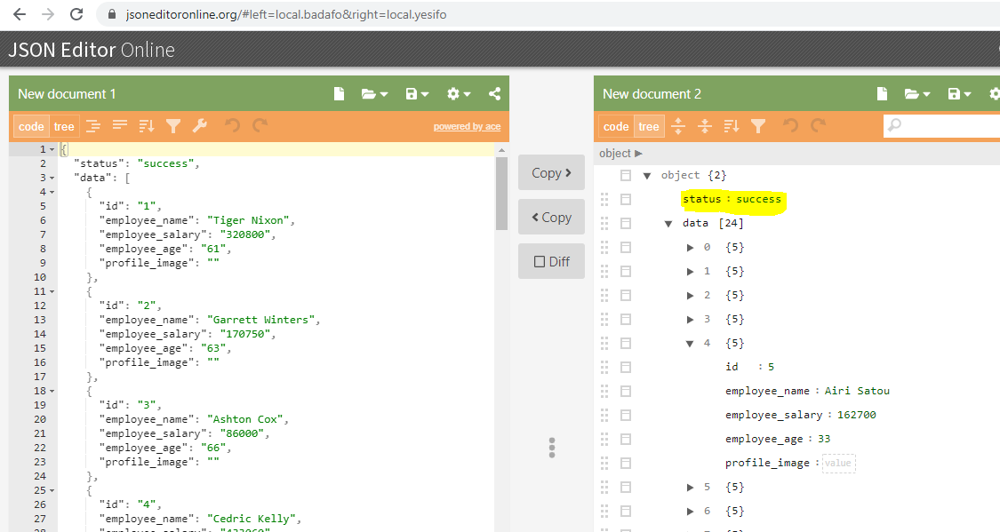 jsoneditoronline.org/#left=local.badafo&right=local.yesifo
JSON Editor Online
New document 1
code tree powered by ace
1 {
2 "status": "success",
3 "data": [
4 {
5 "id": "1",
6 "employee_name": "Tiger Nixon",
7 "employee_salary": "320800",
8 "employee_age": "61",
9 "profile_image": ""
10 },
11 {
12 "id": "2",
13 "employee_name": "Garrett Winters",
14 "employee_salary": "170750",
15 "employee_age": "63",
16 "profile_image": ""
17 },
18 {
19 "id": "3",
20 "employee_name": "Ashton Cox",
21 "employee_salary": "86000",
22 "employee_age": "66",
23 "profile_image": ""
24 },
25 {
26 "id": "4",
27 "employee_name": "Cedric Kelly",
28 "employee_salary":
Copy
Copy
Diff
New document 2
code tree
object
object {2}
status : success
data [24]
0 {5}
1 {5}
2 {5}
3 {5}
4 {5}
id : 5
employee_name : Airi Satou
employee_salary : 162700
employee_age : 33
profile_image : value
5 {5}
6 {5}